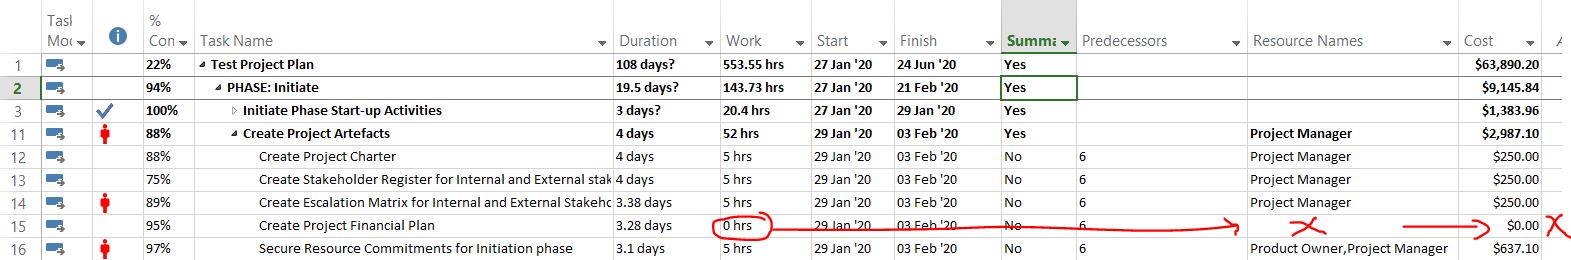 Task Mod % Con Task Name Duration Work Start Finish Summa Predecessors Resource Names Cost A
1 22% Test Project Plan 108 days? 553.55 hrs 27 Jan '20 24 Jun '20 Yes $63,890.20
2 94% PHASE: Initiate 19.5 days? 143.73 hrs 27 Jan '20 21 Feb '20 Yes $9,145.84
3 100% Initiate Phase Start-up Activities 3 days? 20.4 hrs 27 Jan '20 29 Jan '20 Yes $1,383.96
11 88% Create Project Artefacts 4 days 52 hrs 29 Jan '20 03 Feb '20 Yes Project Manager $2,987.10
12 88% Create Project Charter 4 days 5 hrs 29 Jan '20 03 Feb '20 No 6 Project Manager $250.00
13 75% Create Stakeholder Register for Internal and External stak 4 days 5 hrs 29 Jan '20 03 Feb '20 No 6 Project Manager $250.00
14 89% Create Escalation Matrix for Internal and External Stakeho 3.38 days 5 hrs 29 Jan '20 03 Feb '20 No 6 Project Manager $250.00
15 95% Create Project Financial Plan 3.28 days 0 hrs 29 Jan '20 03 Feb '20 No 6 X $0.00 X
16 97% Secure Resource Commitments for Initiation phase 3.1 days 5 hrs 29 Jan '20 03 Feb '20 No 6 Product Owner,Project Manager $637.10